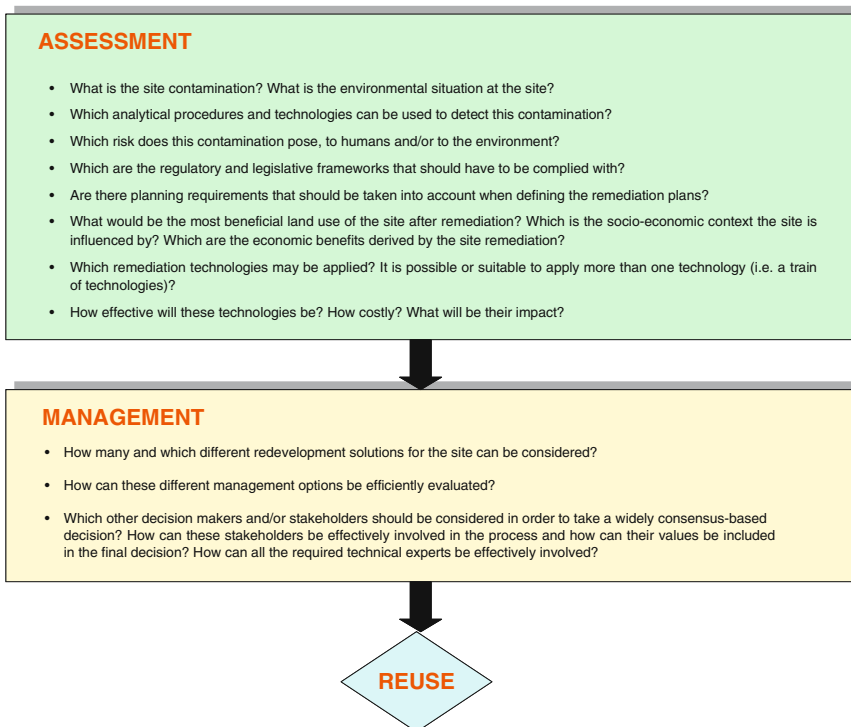 ASSESSMENT
• What is the site contamination? What is the environmental situation at the site?
• Which analytical procedures and technologies can be used to detect this contamination?
• Which risk does this contamination pose, to humans and/or to the environment?
• Which are the regulatory and legislative frameworks that should have to be complied with?
• Are there planning requirements that should be taken into account when defining the remediation plans?
• What would be the most beneficial land use of the site after remediation? Which is the socio-economic context the site is
influenced by? Which are the economic benefits derived by the site remediation?
• Which remediation technologies may be applied? It is possible or suitable to apply more than one technology (i.e. a train
of technologies)?
• How effective will these technologies be? How costly? What will be their impact?
MANAGEMENT
• How many and which different redevelopment solutions for the site can be considered?
• How can these different management options be efficiently evaluated?
• Which other decision makers and/or stakeholders should be considered in order to take a widely consensus-based
decision? How can these stakeholders be effectively involved in the process and how can their values be included
in the final decision? How can all the required technical experts be effectively involved?
REUSE